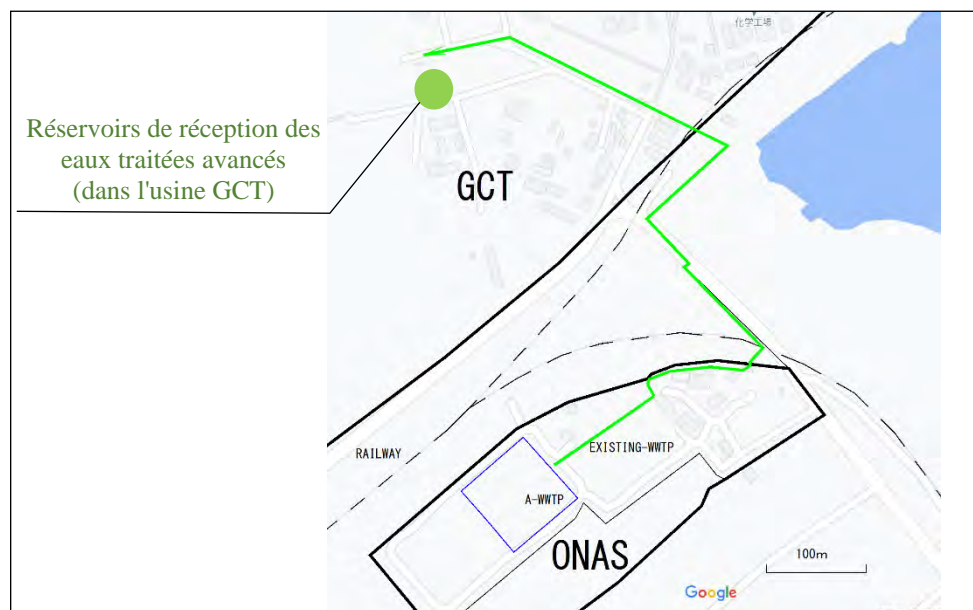 化学工場
Réservoirs de réception des
eaux traitées avancés
(dans l'usine GCT)
GCT
RAILWAY
EXISTING-WWTP
A-WWTP
ONAS
100m
Google